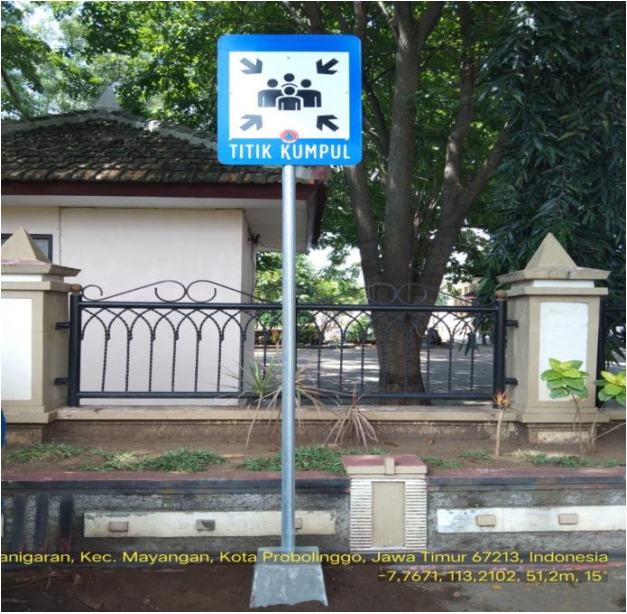 TITIK KUMPUL
anigaran, Kec. Mayangan, Kota Probolinggo, Jawa Timur 67213, Indonesia
-7,7671, 113,2102, 51,2m, 15°